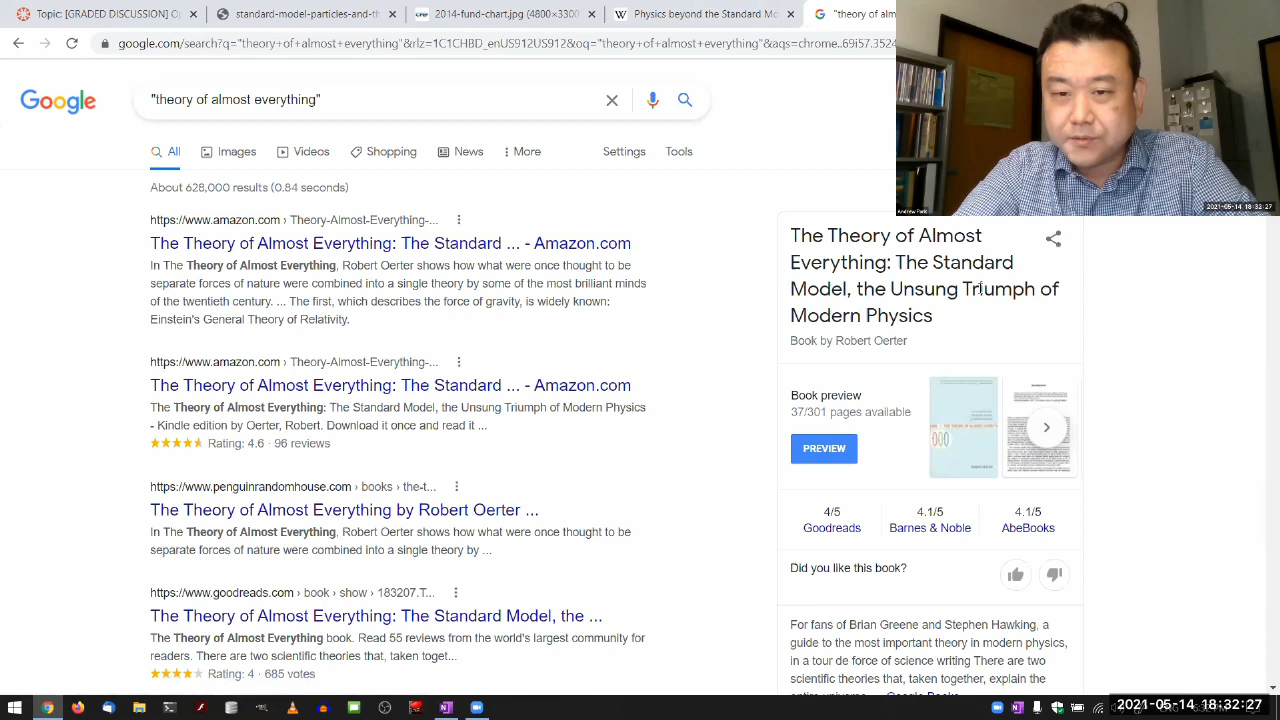 Topic: [GRADED DISCUSSION] "O
standard-model-of-particle-phys
2014-fund-chart.jpg (4800×3300
Physics beyond the Standard Mo
"theory of alm
google.com/search?q="theory+of+almost+everything"&rlz=1C1CHBD_enUS912US912&oq="theory+of+almost+everything"&aqs=chrome..69i57.3524
Google
"theory of almost everything"
All
Images
Videos
Shopping
News
More
Settings
Tools
results (0.84 seconds)
https://www.amazon.com › Theory-Almost-Everything-...
The Theory of Almost Everything: The Standard ... - Amazon.com
In The Theory of Almost Everything, Robert Oerter shows how what were once thought to be
separate forces of nature were combined into a single theory by some of the most brilliant minds
of the twentieth century. ... The first, which describes the force of gravity, is widely known:
Einstein's General Theory of Relativity.
https://www.amazon.com › Theory-Almost-Everything-...
The Theory of Almost Everything: The Standard ... - Amazon.com
The Theory of Almost Everything: The Standard Model, the Unsung Triumph of Modern Physics
- Kindle edition by Oerter, Robert. Download it once and read it ...
Rating: 4.6
The Theory of Almost Everything by Robert Oerter ...
In The Theory of Almost Everything, Robert Oerter shows how what were once thought to be
separate forces of nature were combined into a single theory by ...
https://www.goodreads.com › book › show › 183207.T...
The Theory of Almost Everything: The Standard Model, the ...
The Theory of Almost Everything book. Read 55 reviews from the world's largest community for
readers. There are two scientific theories that, taken toget...
Rating: 4 · 685 votes
The Theory of Almost
Everything: The Standard
Model, the Unsung Triumph of
Modern Physics
Book by Robert Oerter
Book preview
/301 pages available
4/5
Goodreads
4.1/5
Barnes & Noble
4.1/5
AbeBooks
Did you like this book?
For fans of Brian Greene and Stephen Hawking, a
guide to the most important theory in modern physics,
in a tour de force of science writing There are two
scientific theories that, taken together, explain the
Andrew Park
2021-05-14 18:32:27
2021-05-14 18:32:27